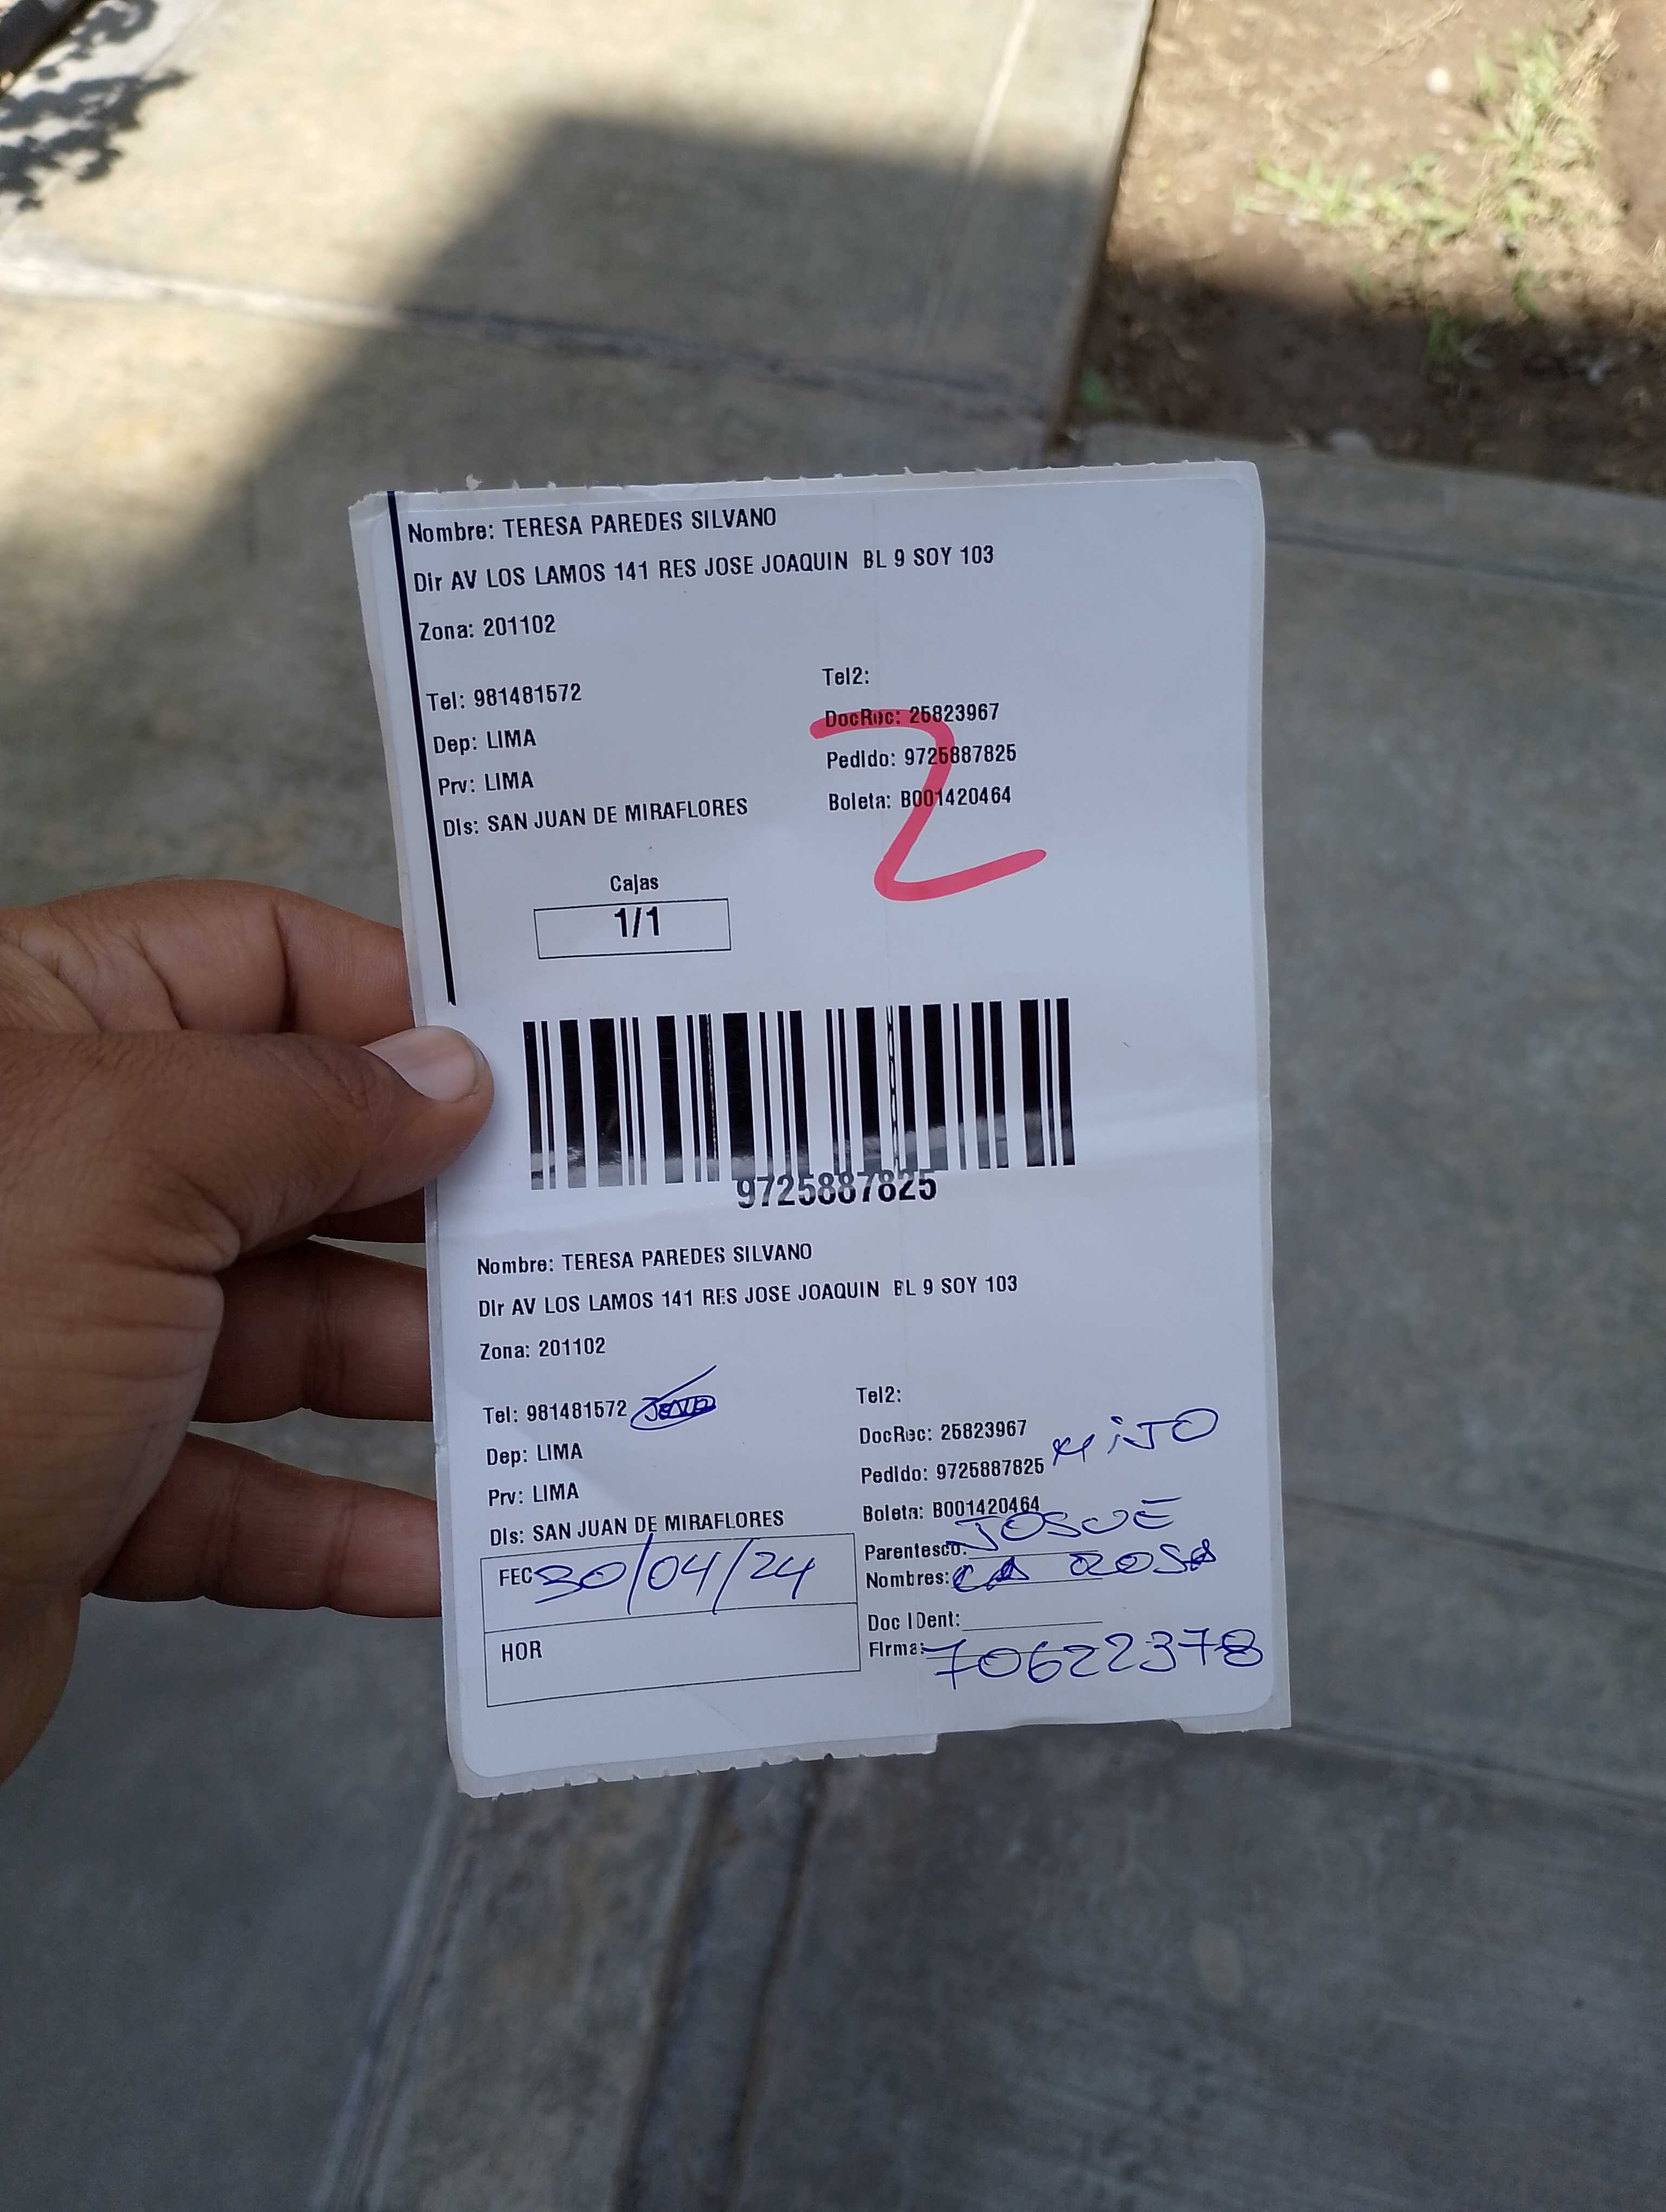 Nombre: TERESA PAREDES SILVANO
Dir AV LOS LAMOS 141 RES JOSE JOAQUIN BL 9 SOY 103
Zona: 201102
Tel: 981481572
Tel2:
Dep: LIMA
DocRec: 25823967
Prv: LIMA
Pedido: 9725887825
Dis: SAN JUAN DE MIRAFLORES
Boleta: B001420464
2
Cajas
1/1
9725887825
Nombre: TERESA PAREDES SILVANO
Dir AV LOS LAMOS 141 RES JOSE JOAQUIN BL 9 SOY 103
Zona: 201102
Tel: 981481572
Tel2:
Dep: LIMA
DocRec: 25823967
Prv: LIMA
Pedido: 9725887825 HiJO
Dis: SAN JUAN DE MIRAFLORES
Boleta: B001420464
FEC 30/04/24
Parentesco: JOSUE
Nombres: LA ROSA
HOR
Doc IDent:
Firma: 70622378